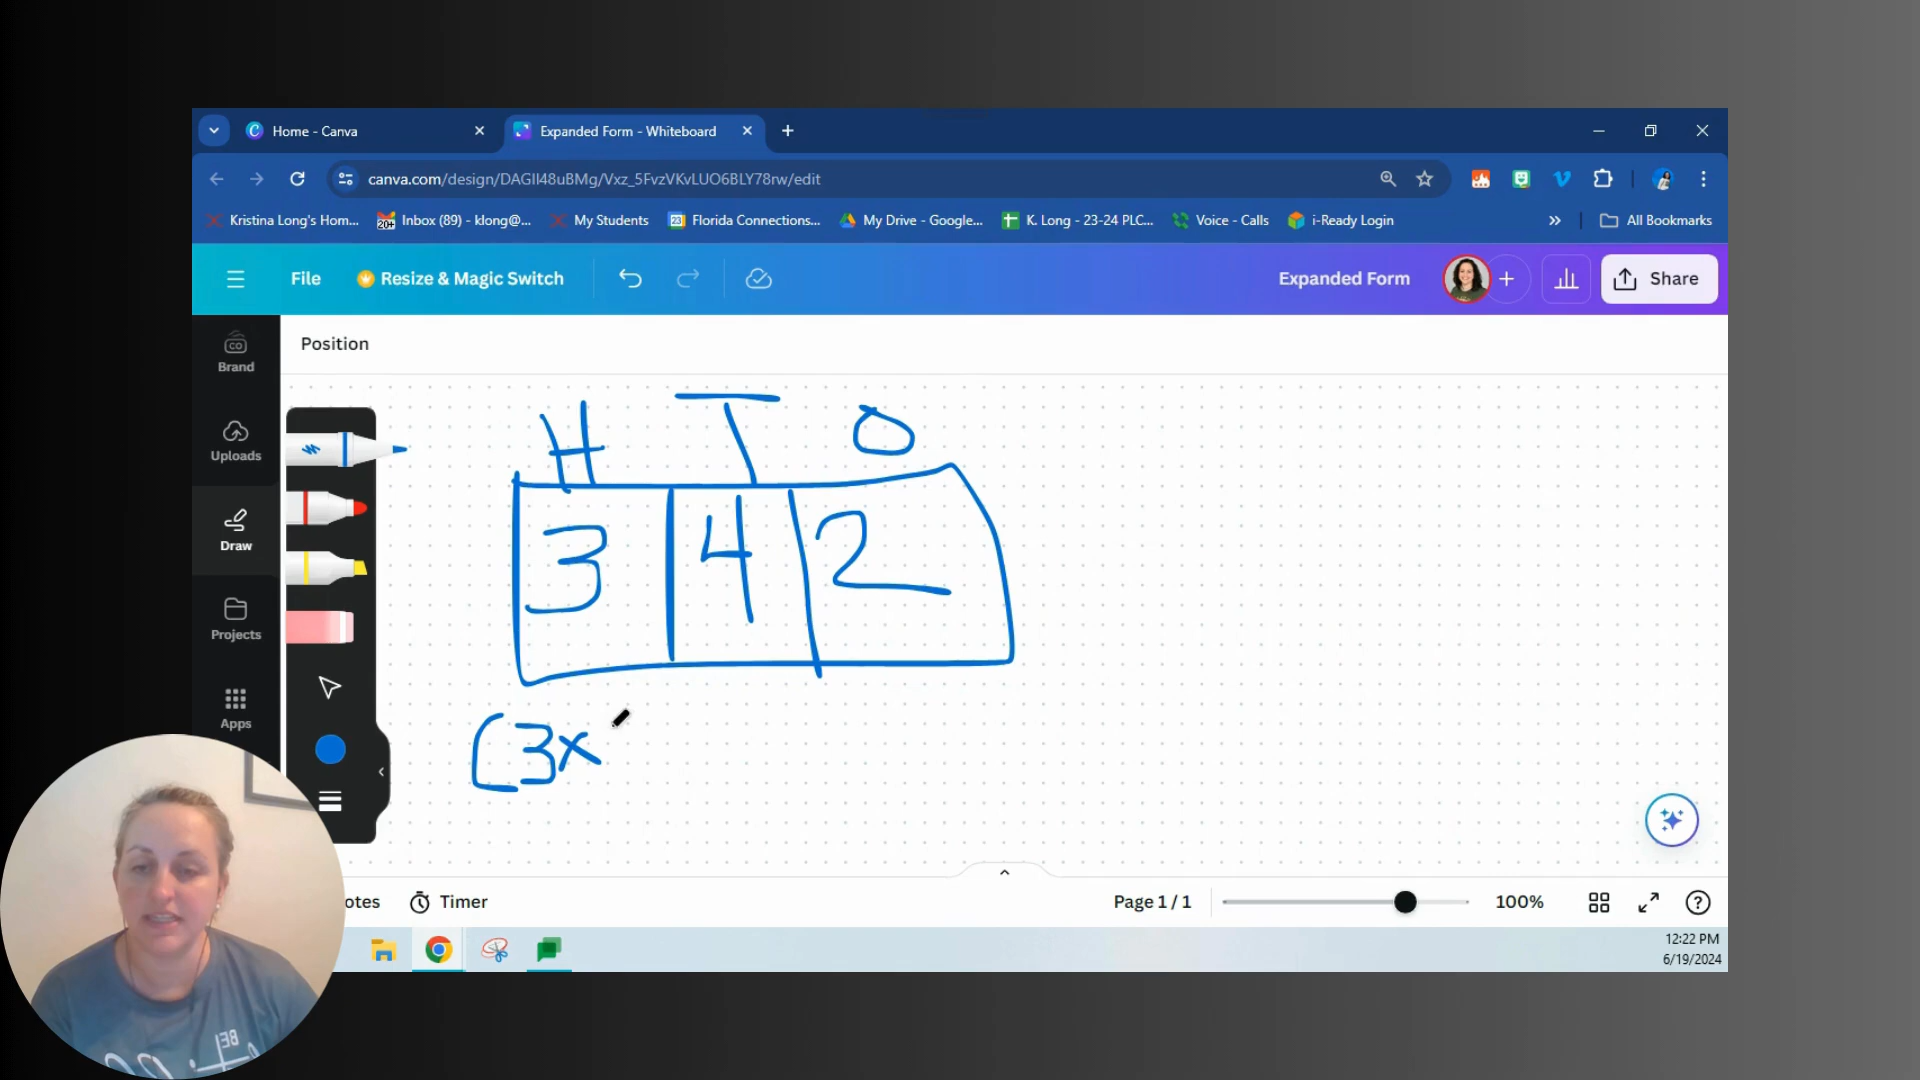 Home - Canva
Expanded Form - Whiteboard
canva.com/design/DAGIl48uBMg/Vxz_5FvzVKvLUO6BLY78rw/edit
Kristina Long's Hom...
20+ Inbox (89) - klong@...
My Students
23 Florida Connections...
My Drive - Google...
K. Long - 23-24 PLC...
Voice - Calls
i-Ready Login
All Bookmarks
File
Resize & Magic Switch
Expanded Form
Share
Brand
Uploads
Draw
Projects
Apps
Position
H T O
3 4 2
(3x
otes
Timer
Page 1 / 1
100%
12:22 PM
6/19/2024